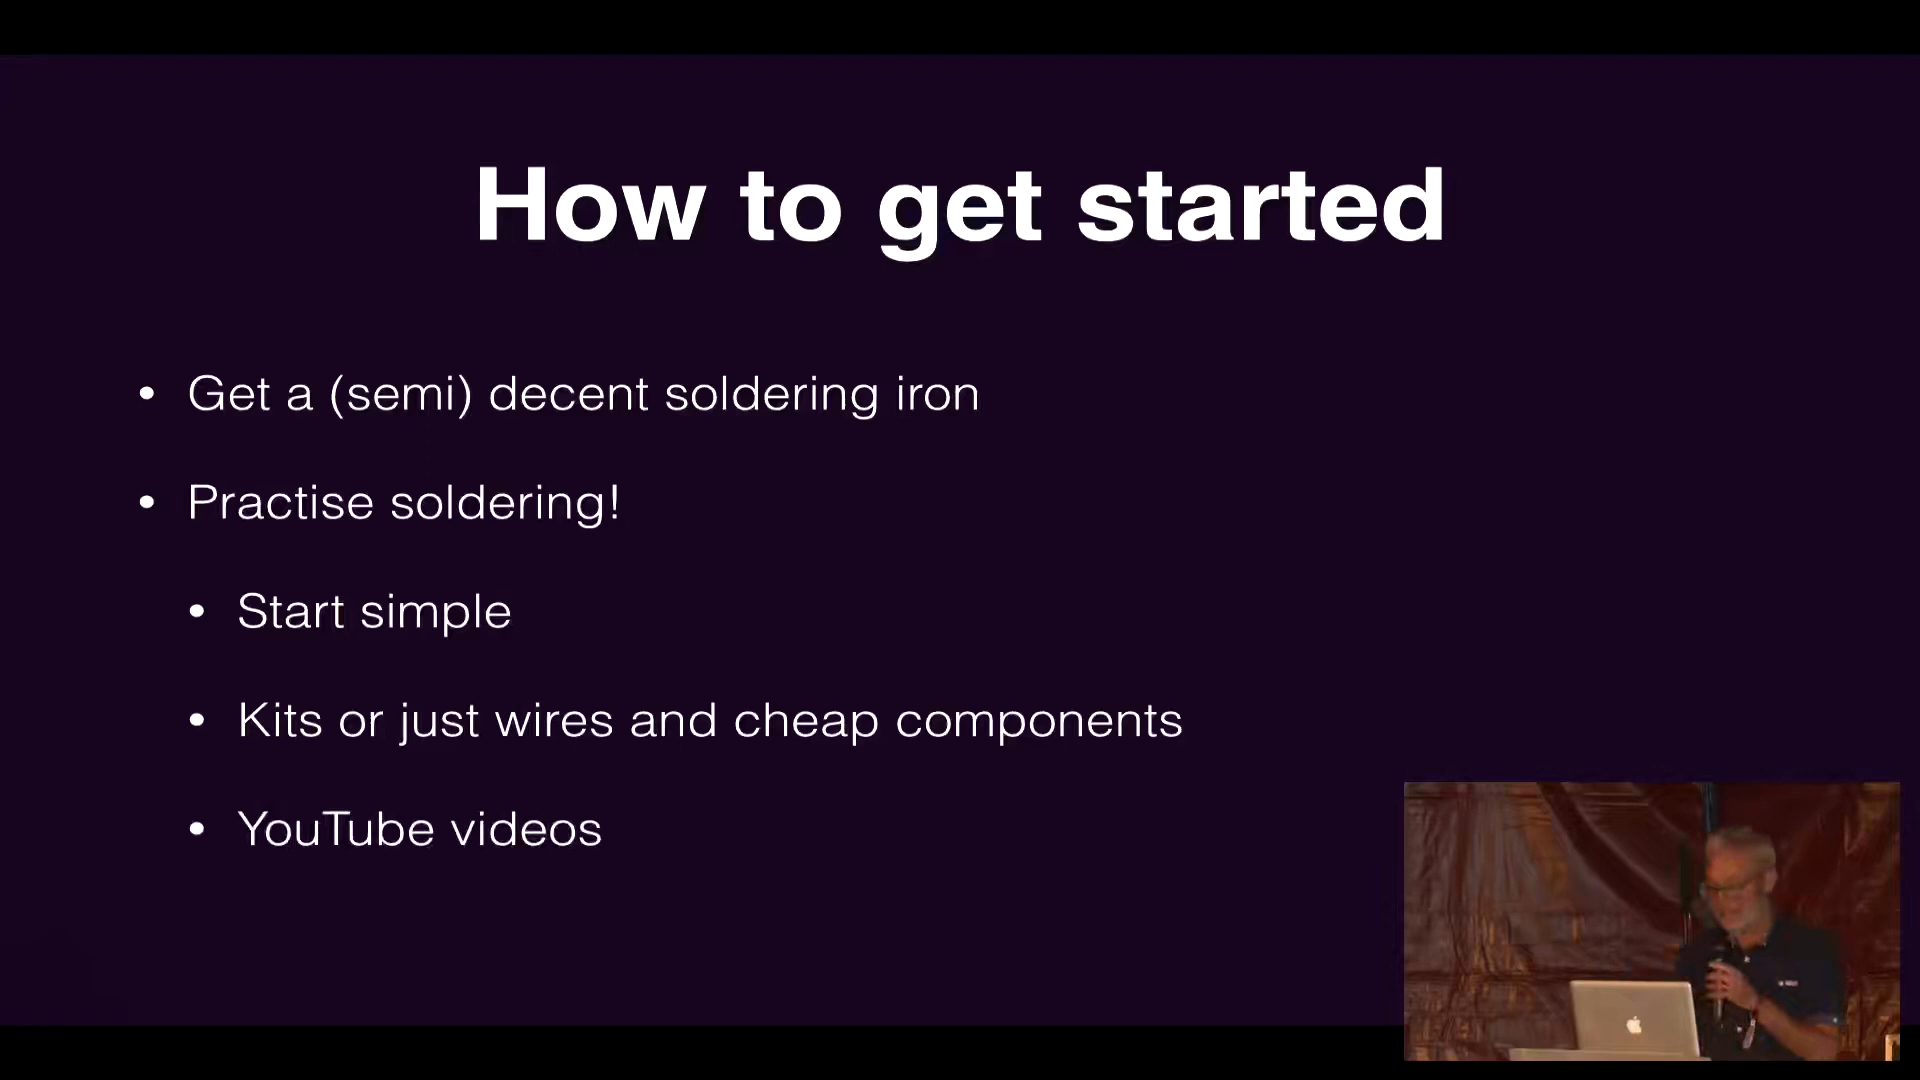 How to get started
• Get a (semi) decent soldering iron
• Practise soldering!
• Start simple
• Kits or just wires and cheap components
• YouTube videos